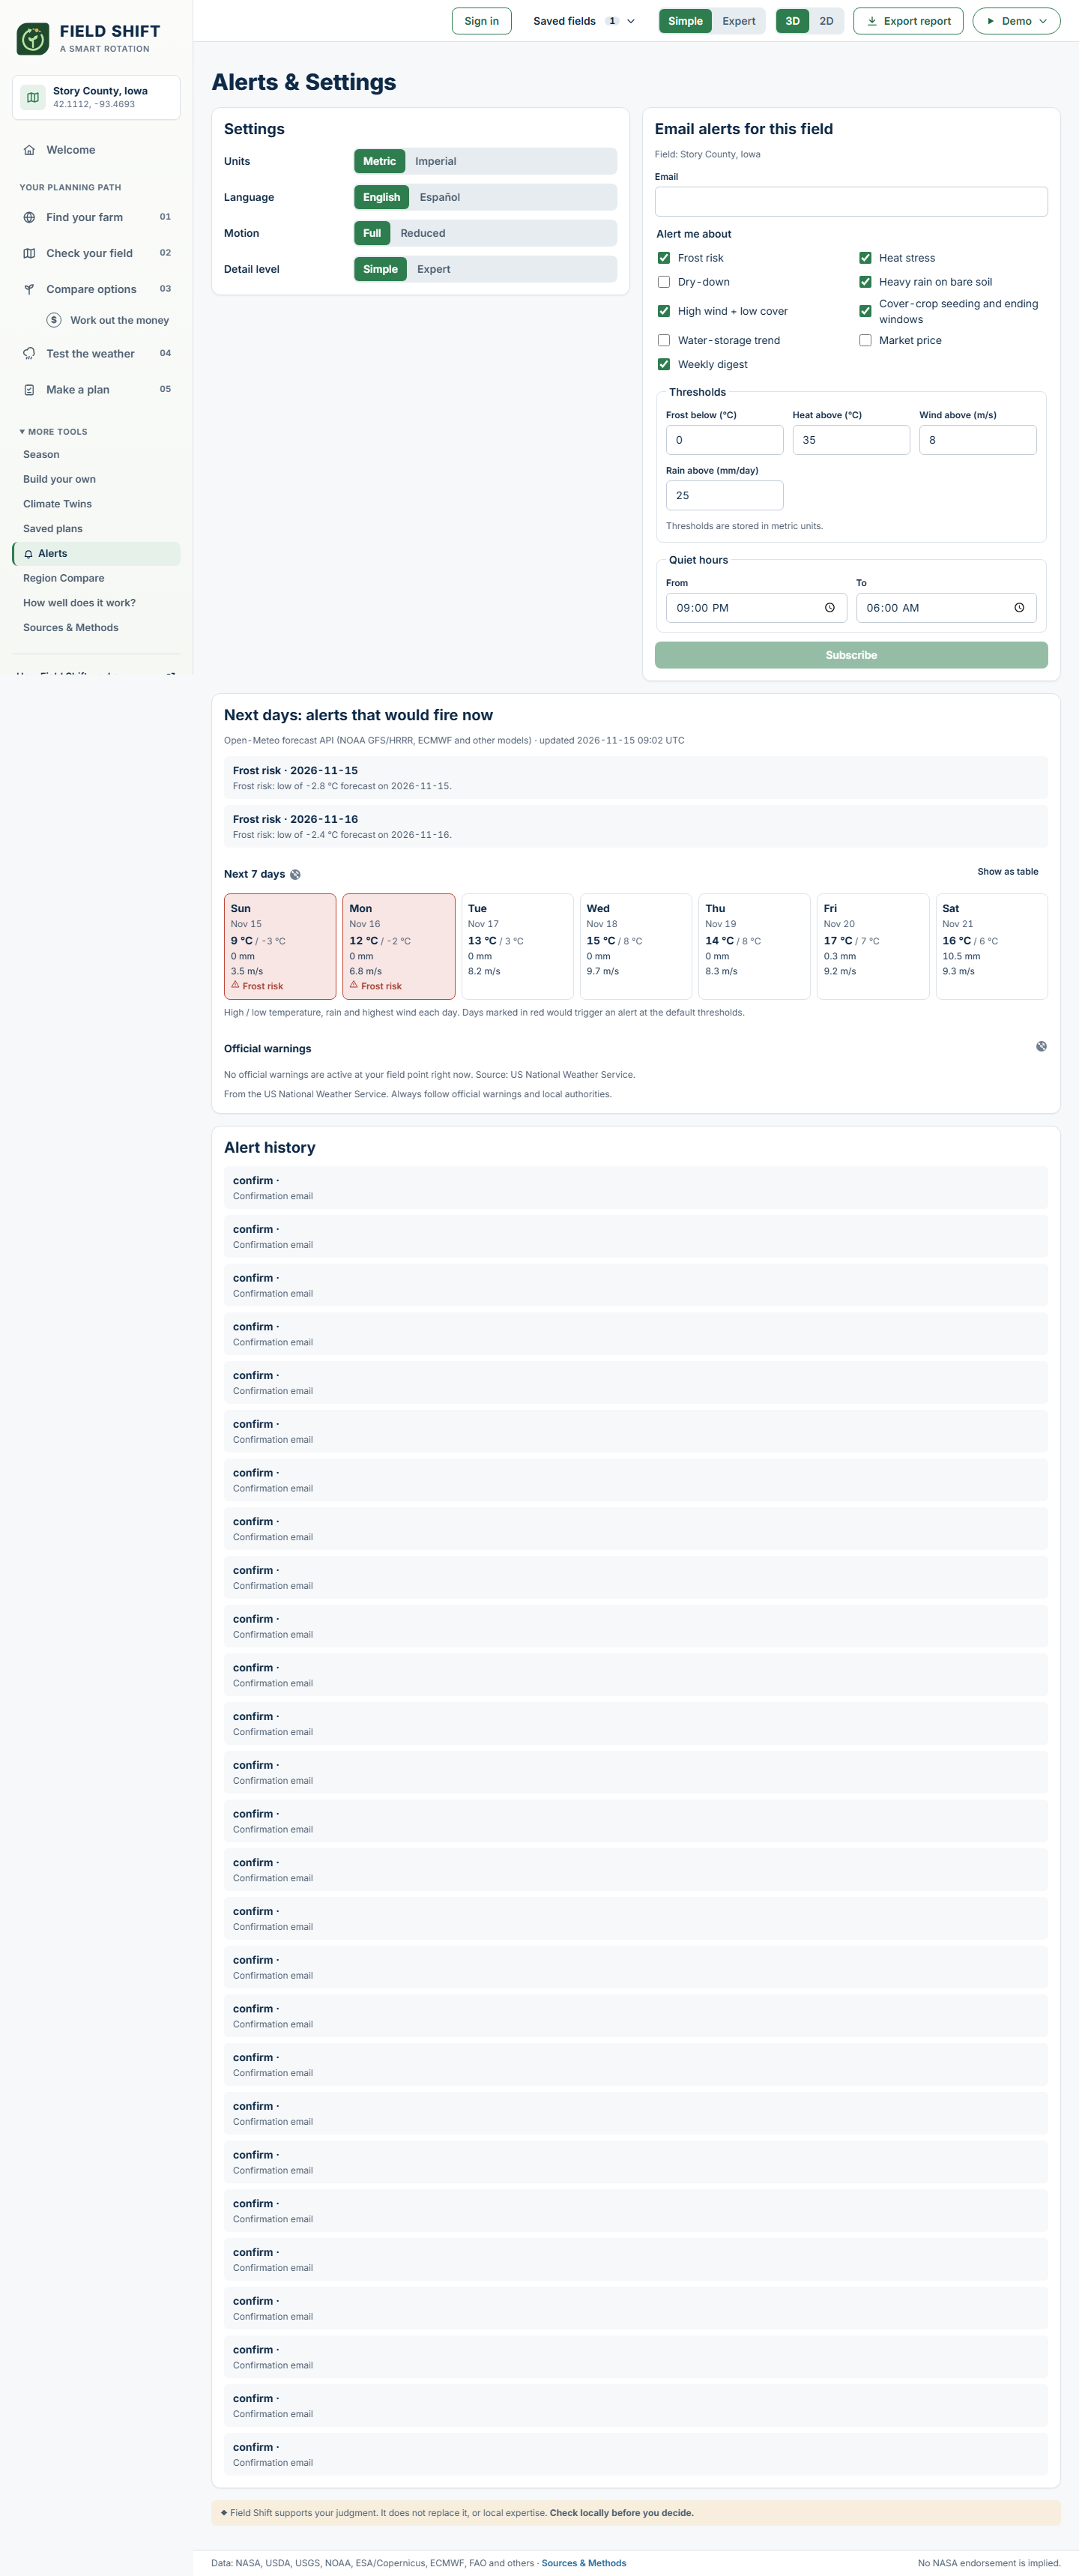 FIELD SHIFT
A SMART ROTATION
Story County, Iowa
42.1112, -93.4693
Welcome
YOUR PLANNING PATH
Find your farm 01
Check your field 02
Compare options 03
$ Work out the money
Test the weather 04
Make a plan 05
▾ MORE TOOLS
Season
Build your own
Climate Twins
Saved plans
Alerts
Region Compare
How well does it work?
Sources & Methods
Sign in Saved fields 1 Simple Expert 3D 2D Export report Demo
Alerts & Settings
Settings
Units Metric Imperial
Language English Español
Motion Full Reduced
Detail level Simple Expert
Email alerts for this field
Field: Story County, Iowa
Email
Alert me about
Frost risk Heat stress
Dry-down Heavy rain on bare soil
High wind + low cover Cover-crop seeding and ending
windows
Water-storage trend Market price
Weekly digest
Thresholds
Frost below (°C) Heat above (°C) Wind above (m/s)
0 35 8
Rain above (mm/day)
25
Thresholds are stored in metric units.
Quiet hours
From To
09:00 PM 06:00 AM
Subscribe
Next days: alerts that would fire now
Open-Meteo forecast API (NOAA GFS/HRRR, ECMWF and other models) · updated 2026-11-15 09:02 UTC
Frost risk · 2026-11-15
Frost risk: low of -2.8 °C forecast on 2026-11-15.
Frost risk · 2026-11-16
Frost risk: low of -2.4 °C forecast on 2026-11-16.
Next 7 days Show as table
Sun Mon Tue Wed Thu Fri Sat
Nov 15 Nov 16 Nov 17 Nov 18 Nov 19 Nov 20 Nov 21
9 °C / -3 °C 12 °C / -2 °C 13 °C / 3 °C 15 °C / 8 °C 14 °C / 8 °C 17 °C / 7 °C 16 °C / 6 °C
0 mm 0 mm 0 mm 0 mm 0 mm 0.3 mm 10.5 mm
3.5 m/s 6.8 m/s 8.2 m/s 9.7 m/s 8.3 m/s 9.2 m/s 9.3 m/s
Frost risk Frost risk
High / low temperature, rain and highest wind each day. Days marked in red would trigger an alert at the default thresholds.
Official warnings
No official warnings are active at your field point right now. Source: US National Weather Service.
From the US National Weather Service. Always follow official warnings and local authorities.
Alert history
confirm ·
Confirmation email
confirm ·
Confirmation email
confirm ·
Confirmation email
confirm ·
Confirmation email
confirm ·
Confirmation email
confirm ·
Confirmation email
confirm ·
Confirmation email
confirm ·
Confirmation email
confirm ·
Confirmation email
confirm ·
Confirmation email
confirm ·
Confirmation email
confirm ·
Confirmation email
confirm ·
Confirmation email
confirm ·
Confirmation email
confirm ·
Confirmation email
confirm ·
Confirmation email
confirm ·
Confirmation email
confirm ·
Confirmation email
confirm ·
Confirmation email
confirm ·
Confirmation email
confirm ·
Confirmation email
confirm ·
Confirmation email
confirm ·
Confirmation email
confirm ·
Confirmation email
confirm ·
Confirmation email
confirm ·
Confirmation email
confirm ·
Confirmation email
◆ Field Shift supports your judgment. It does not replace it, or local expertise. Check locally before you decide.
Data: NASA, USDA, USGS, NOAA, ESA/Copernicus, ECMWF, FAO and others · Sources & Methods No NASA endorsement is implied.